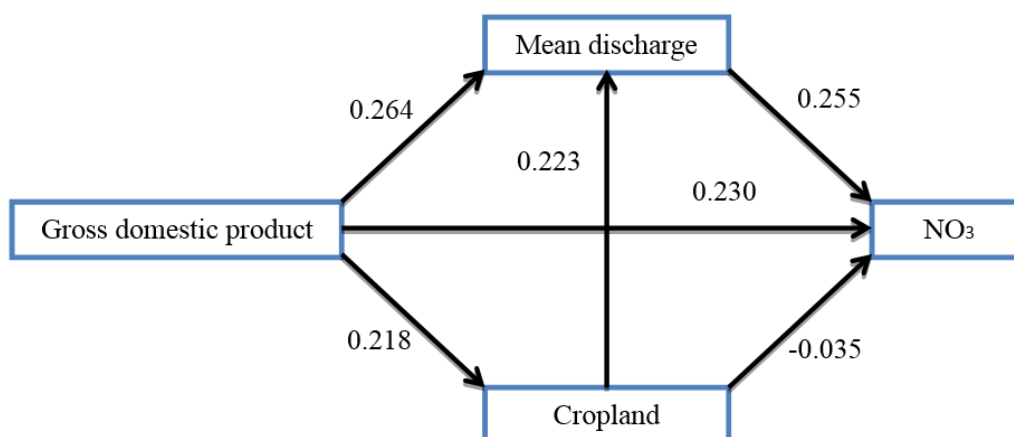 Mean discharge
0.264
0.255
0.223
0.230
Gross domestic product
NO₃
0.218
-0.035
Cropland